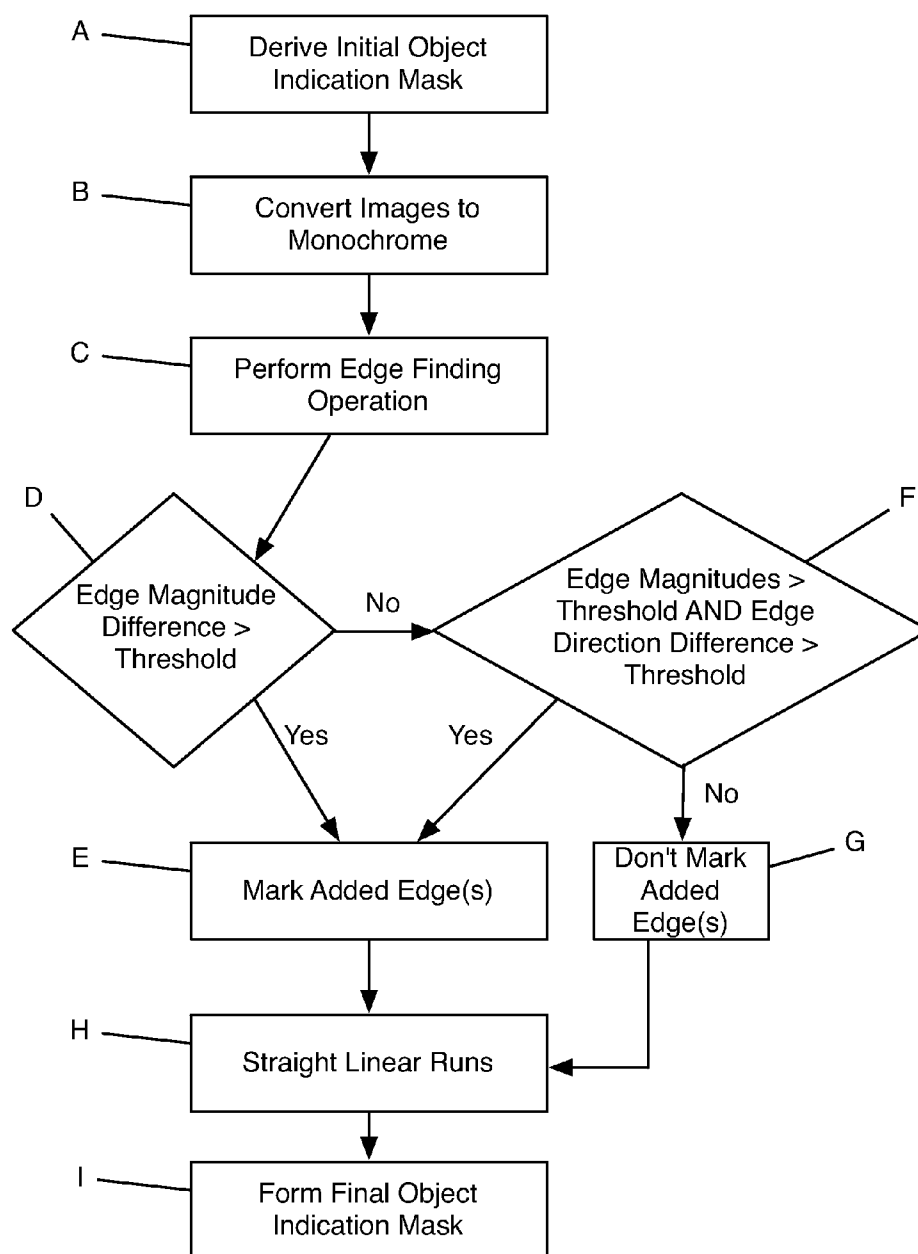 A
Derive Initial Object
Indication Mask
B
Convert Images to
Monochrome
C
Perform Edge Finding
Operation
D
Edge Magnitude
Difference >
Threshold
No
F
Edge Magnitudes >
Threshold AND Edge
Direction Difference >
Threshold
Yes
Yes
No
E
Mark Added Edge(s)
G
Don't Mark
Added
Edge(s)
H
Straight Linear Runs
I
Form Final Object
Indication Mask